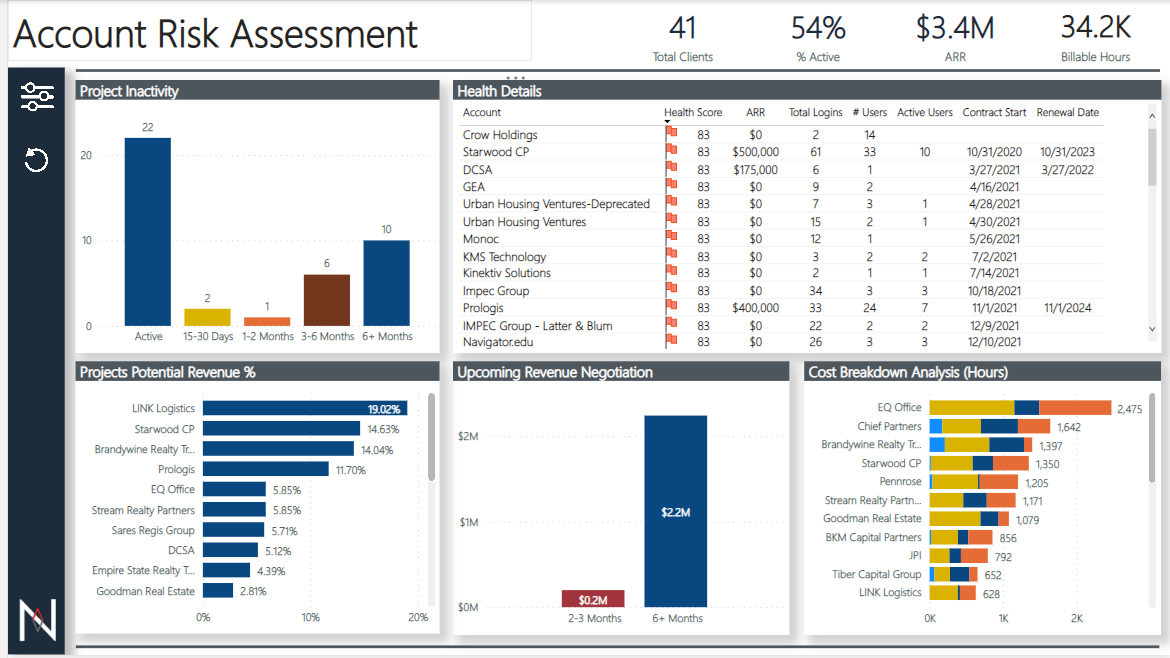 Account Risk Assessment
41
Total Clients
54%
% Active
$3.4M
ARR
34.2K
Billable Hours
Project Inactivity
22
20
10
10
6
2
1
0
Active 15-30 Days 1-2 Months 3-6 Months 6+ Months
Health Details
Account Health Score ARR Total Logins # Users Active Users Contract Start Renewal Date
Crow Holdings 83 $0 2 14
Starwood CP 83 $500,000 61 33 10 10/31/2020 10/31/2023
DCSA 83 $175,000 6 1 3/27/2021 3/27/2022
GEA 83 $0 9 2 4/16/2021
Urban Housing Ventures-Deprecated 83 $0 7 3 1 4/28/2021
Urban Housing Ventures 83 $0 15 2 1 4/30/2021
Monoc 83 $0 12 1 5/26/2021
KMS Technology 83 $0 3 2 2 7/2/2021
Kinektiv Solutions 83 $0 2 1 1 7/14/2021
Impec Group 83 $0 34 3 3 10/18/2021
Prologis 83 $400,000 33 24 7 11/1/2021 11/1/2024
IMPEC Group - Latter & Blum 83 $0 22 2 2 12/9/2021
Navigator.edu 83 $0 26 3 3 12/10/2021
Projects Potential Revenue %
LINK Logistics 19.02%
Starwood CP 14.63%
Brandywine Realty Tr... 14.04%
Prologis 11.70%
EQ Office 5.85%
Stream Realty Partners 5.85%
Sares Regis Group 5.71%
DCSA 5.12%
Empire State Realty T... 4.39%
Goodman Real Estate 2.81%
0% 10% 20%
Upcoming Revenue Negotiation
$2M
$1M
$0M
$2.2M
$0.2M
2-3 Months 6+ Months
Cost Breakdown Analysis (Hours)
EQ Office 2,475
Chief Partners 1,642
Brandywine Realty Tr... 1,397
Starwood CP 1,350
Pennrose 1,205
Stream Realty Partn... 1,171
Goodman Real Estate 1,079
BKM Capital Partners 856
JPI 792
Tiber Capital Group 652
LINK Logistics 628
0K 1K 2K
N